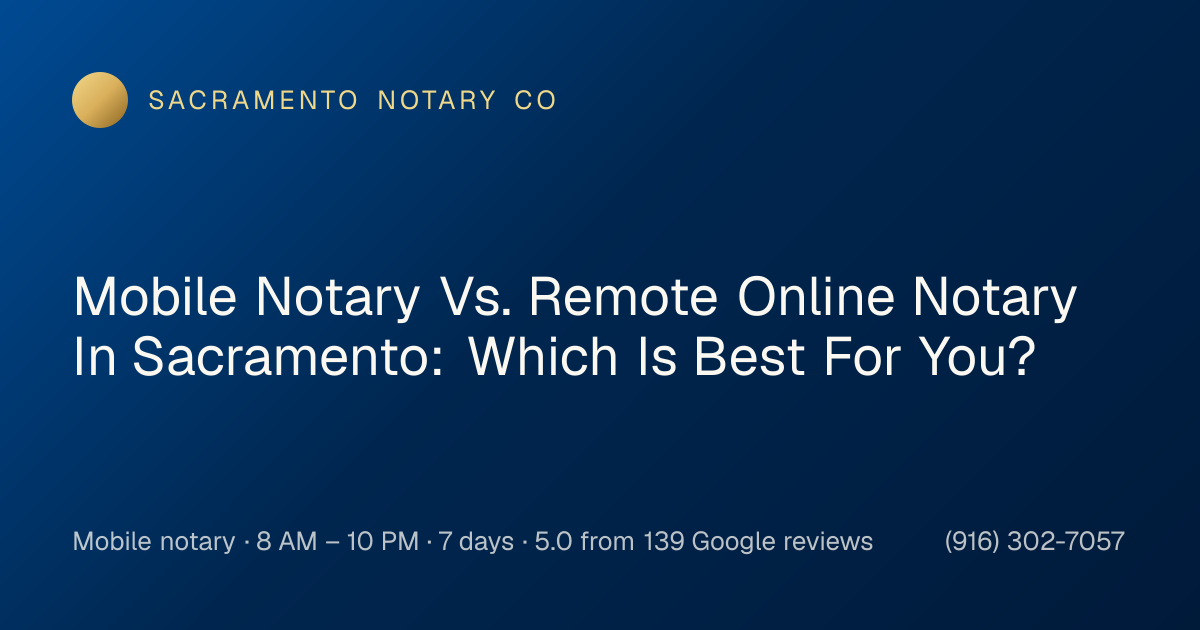 SACRAMENTO NOTARY CO
Mobile Notary Vs. Remote Online Notary
In Sacramento: Which Is Best For You?
Mobile notary · 8 AM – 10 PM · 7 days · 5.0 from 139 Google reviews
(916) 302-7057